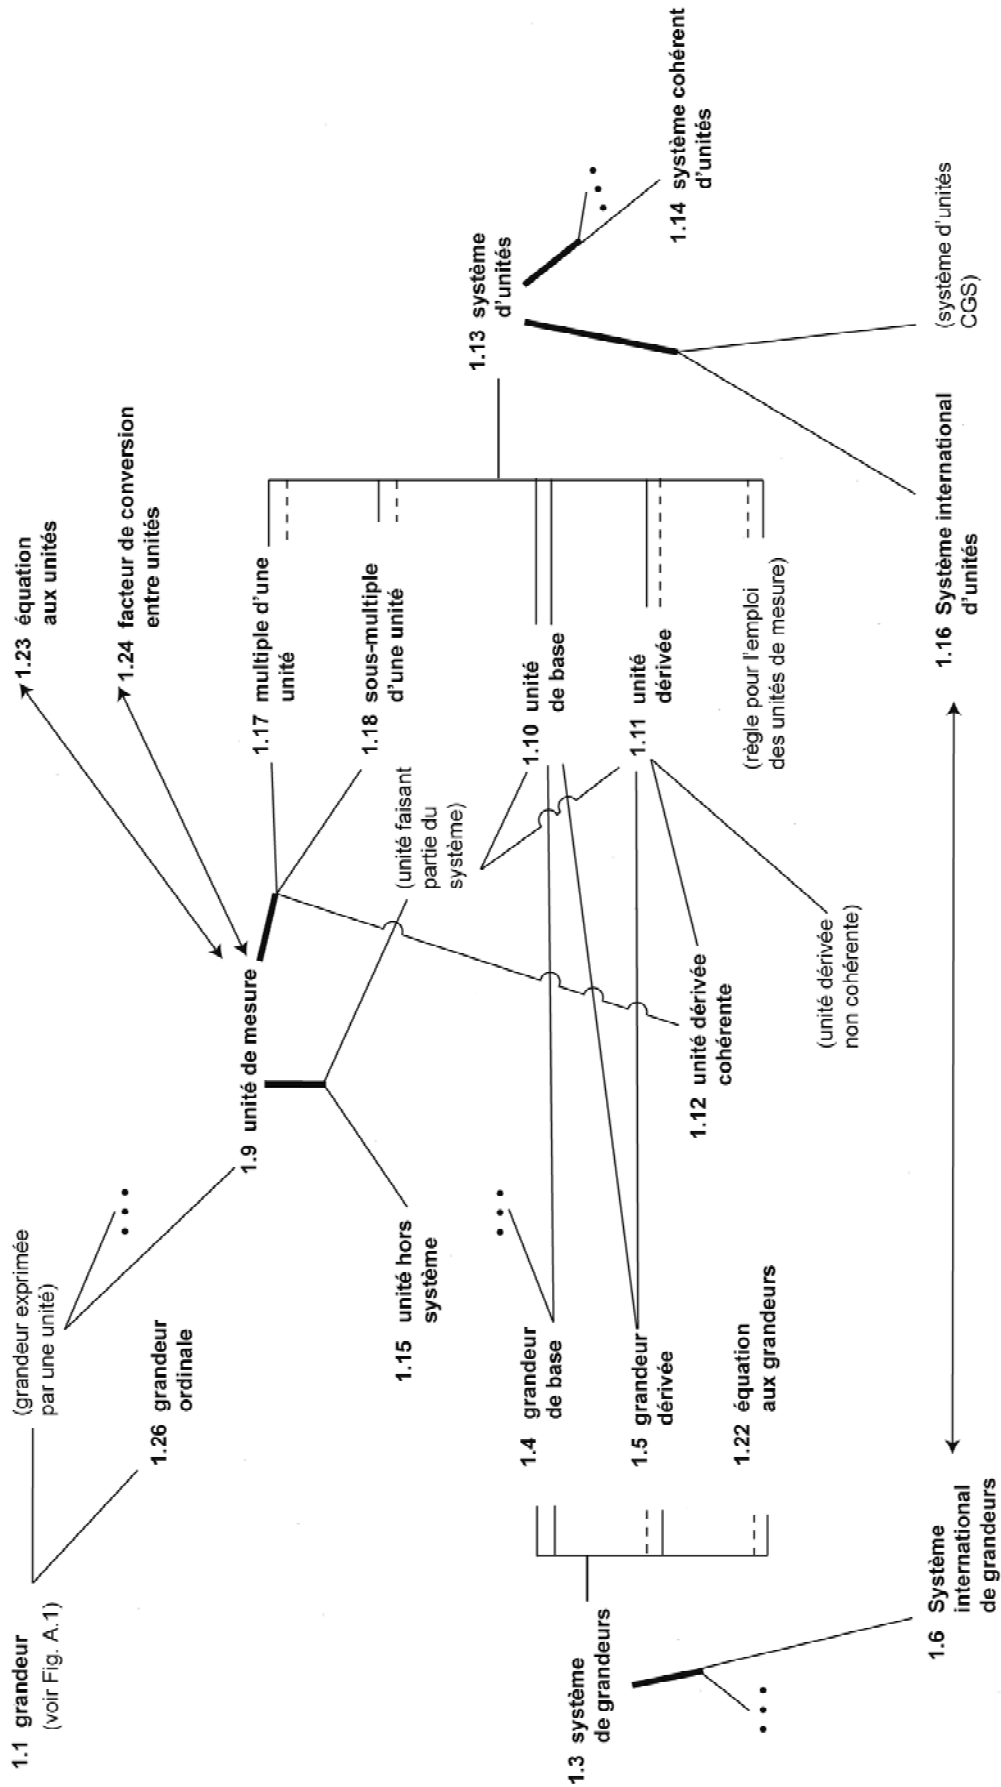 1.1 grandeur
(voir Fig. A.1)
(grandeur exprimée
par une unité)
1.26 grandeur
ordinale
1.23 équation
aux unités
1.24 facteur de conversion
entre unités
1.9 unité de mesure
1.17 multiple d'une
unité
1.18 sous-multiple
d'une unité
1.15 unité hors
système
(unité faisant
partie du
système)
1.13 système
d'unités
1.3 système
de grandeurs
1.4 grandeur
de base
1.5 grandeur
dérivée
1.22 équation
aux grandeurs
1.10 unité
de base
1.11 unité
dérivée
(règle pour l'emploi
des unités de mesure)
1.12 unité dérivée
cohérente
(unité dérivée
non cohérente)
1.14 système cohérent
d'unités
1.6 Système
international
de grandeurs
1.16 Système international
d'unités
(système d'unités
CGS)